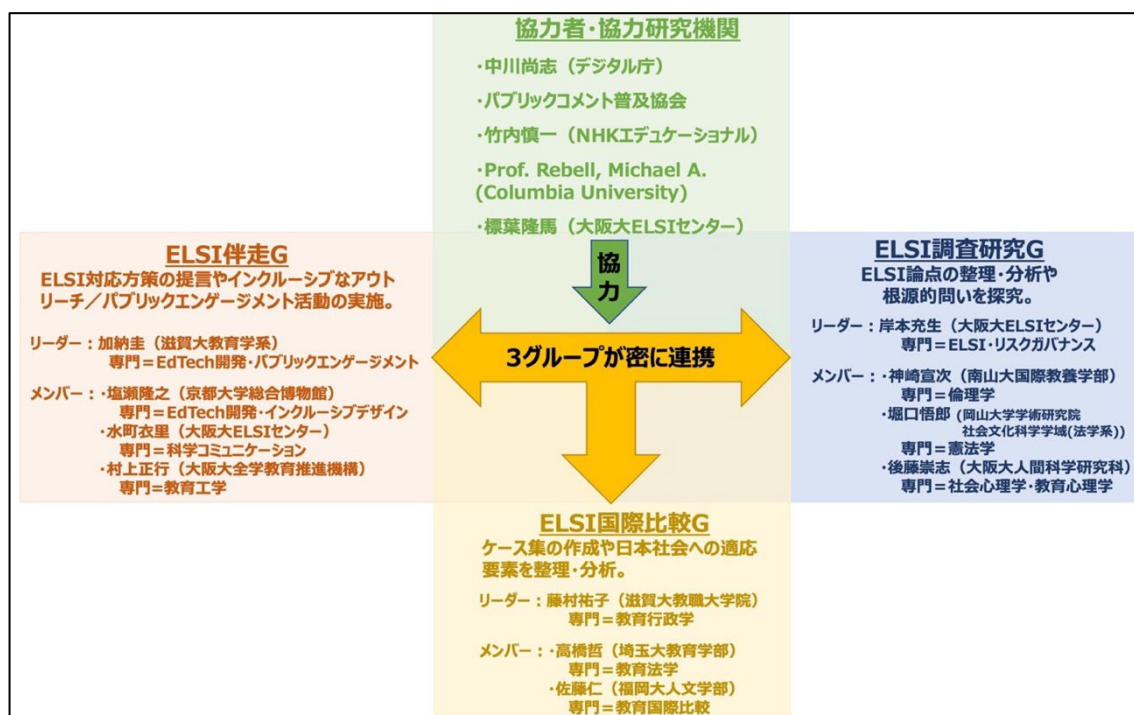 協力者・協力研究機関
・中川尚志（デジタル庁）
・パブリックコメント普及協会
・竹内慎一（NHKエデュケーショナル）
・Prof. Rebell, Michael A.
(Columbia University)
・標葉隆馬（大阪大ELSIセンター）
協力
ELSI伴走G
ELSI対応方策の提言やインクルーシブなアウト
リーチ／パブリックエンゲージメント活動の実施。
リーダー：加納圭（滋賀大教育学系）
専門＝EdTech開発・パブリックエンゲージメント
メンバー：・塩瀬隆之（京都大学総合博物館）
専門＝EdTech開発・インクルーシブデザイン
・水町衣里（大阪大ELSIセンター）
専門＝科学コミュニケーション
・村上正行（大阪大全学教育推進機構）
専門＝教育工学
3グループが密に連携
ELSI調査研究G
ELSI論点の整理・分析や
根源的問いを探究。
リーダー：岸本充生（大阪大ELSIセンター）
専門＝ELSI・リスクガバナンス
メンバー：・神崎宣次（南山大国際教養学部）
専門＝倫理学
・堀口悟郎（岡山大学学術研究院
社会文化科学学域(法学系)）
専門＝憲法学
・後藤崇志（大阪大人間科学研究科）
専門＝社会心理学・教育心理学
ELSI国際比較G
ケース集の作成や日本社会への適応
要素を整理・分析。
リーダー：藤村祐子（滋賀大教職大学院）
専門＝教育行政学
メンバー：・高橋哲（埼玉大教育学部）
専門＝教育法学
・佐藤仁（福岡大人文学部）
専門＝教育国際比較